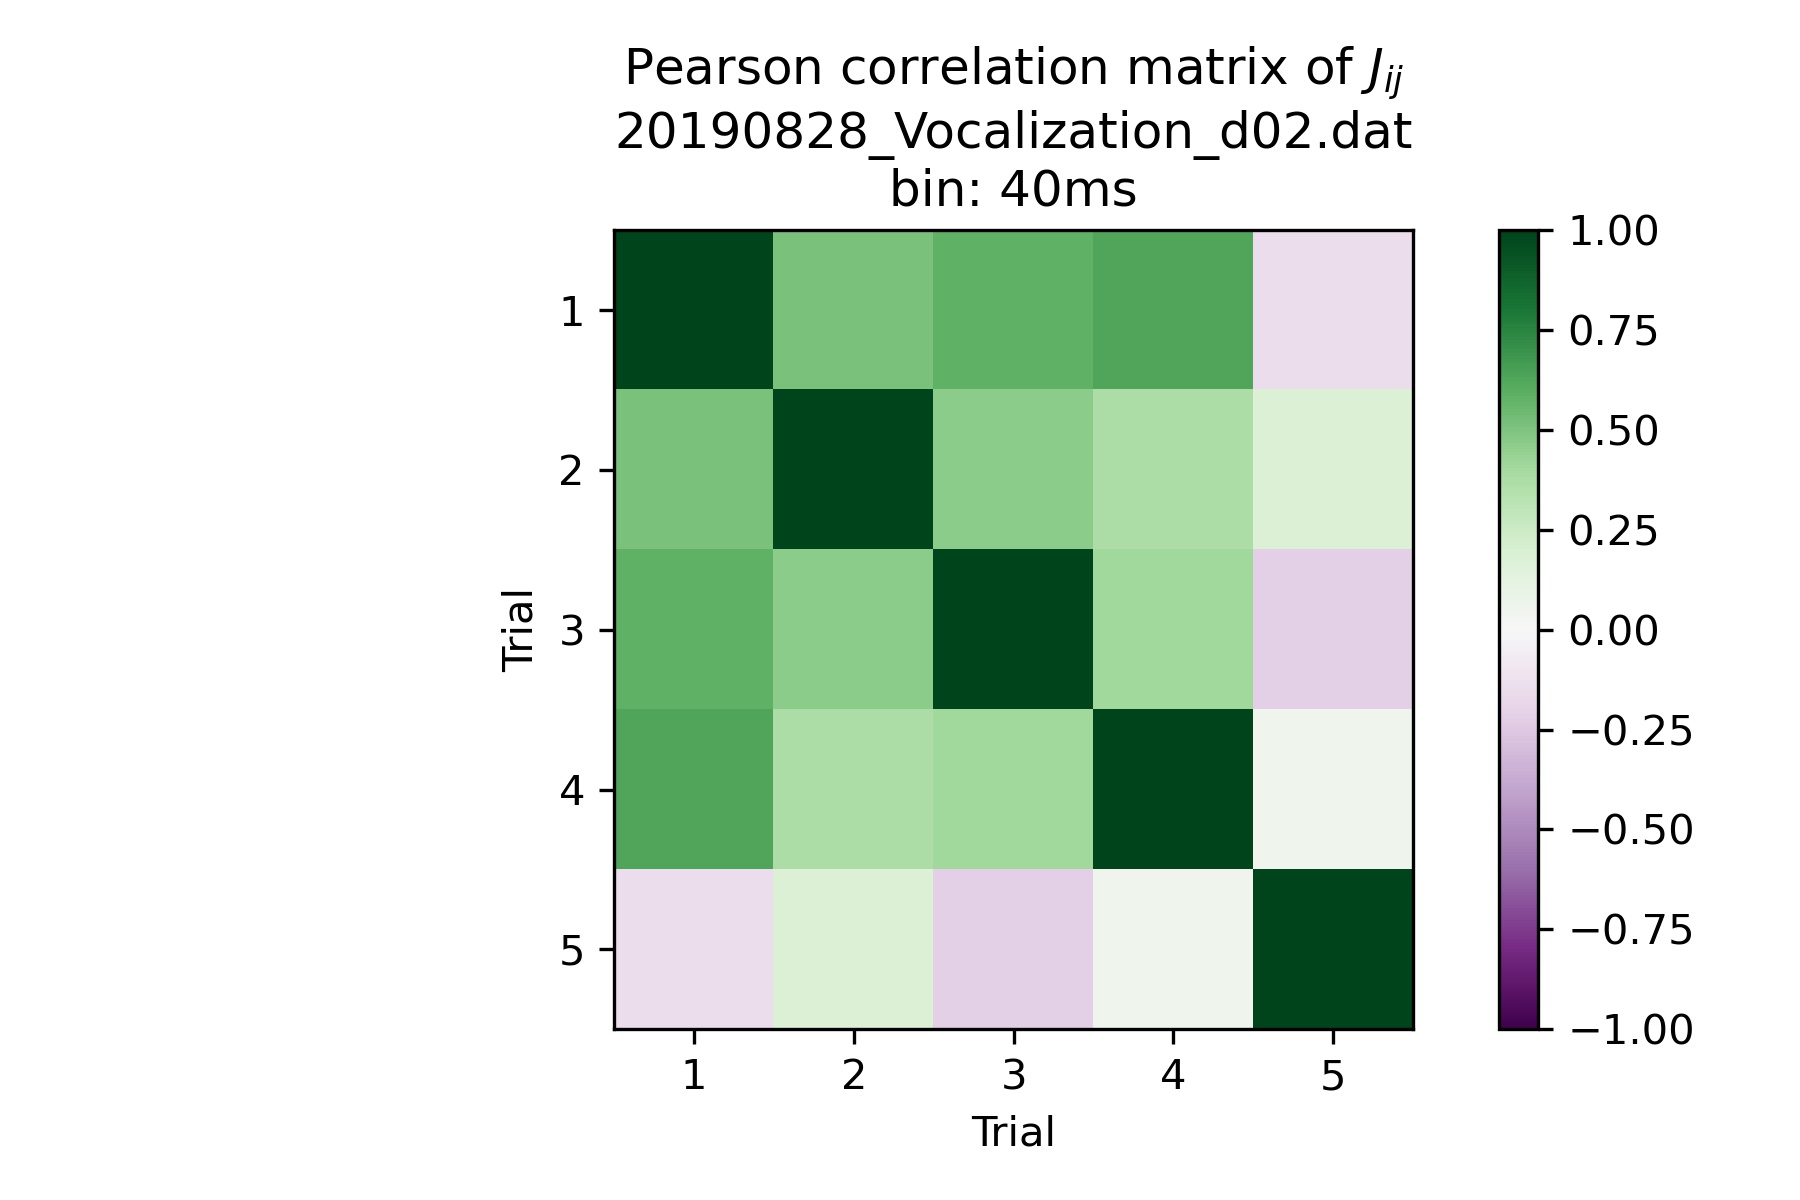 Pearson correlation matrix of J_ij
20190828_Vocalization_d02.dat
bin: 40ms
1
2
3
4
5
Trial
1 2 3 4 5
Trial
1.00
0.75
0.50
0.25
0.00
−0.25
−0.50
−0.75
−1.00